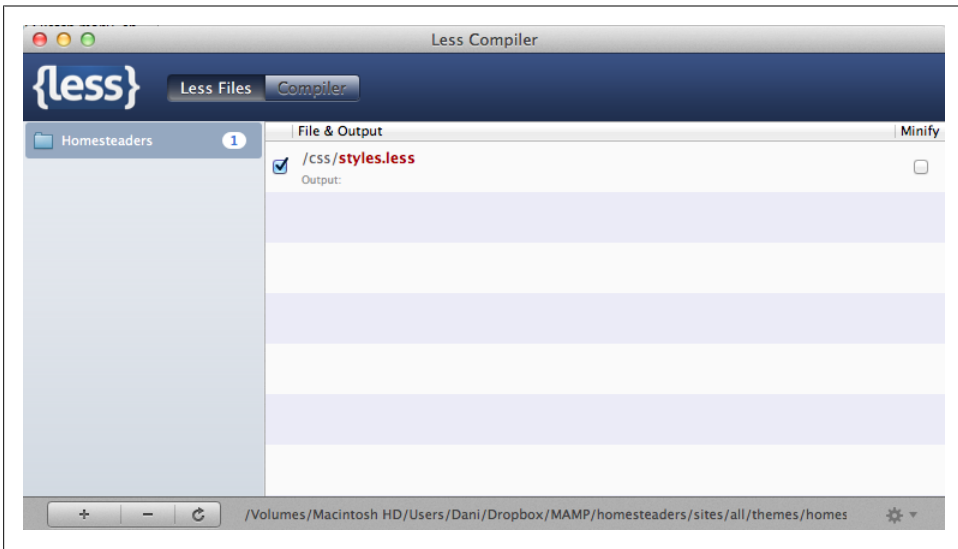 Less Compiler
{less} Less Files Compiler
Homesteaders 1
File & Output Minify
/css/styles.less
Output:
+ − /Volumes/Macintosh HD/Users/Dani/Dropbox/MAMP/homesteaders/sites/all/themes/homes